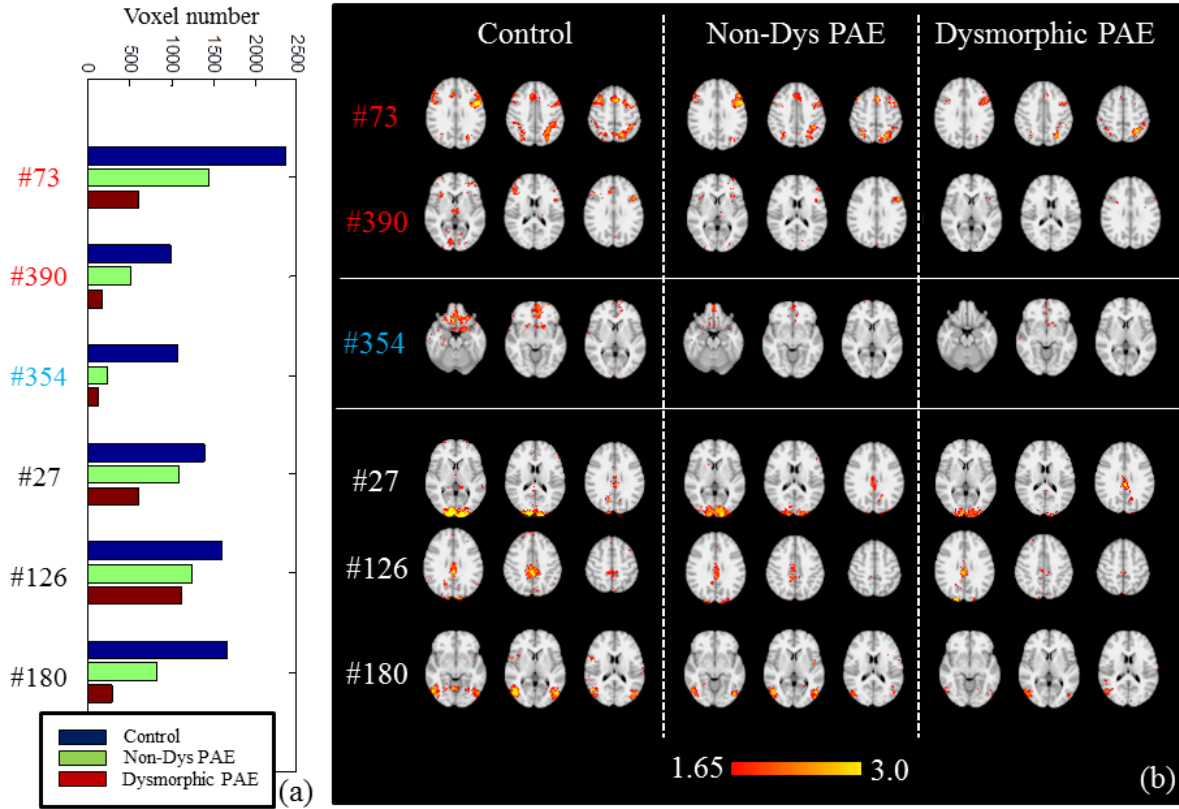 Voxel number
0 500 1000 1500 2000 2500
#73
#390
#354
#27
#126
#180
Control
Non-Dys PAE
Dysmorphic PAE
(a)
Control Non-Dys PAE Dysmorphic PAE
#73
#390
#354
#27
#126
#180
1.65 3.0
(b)